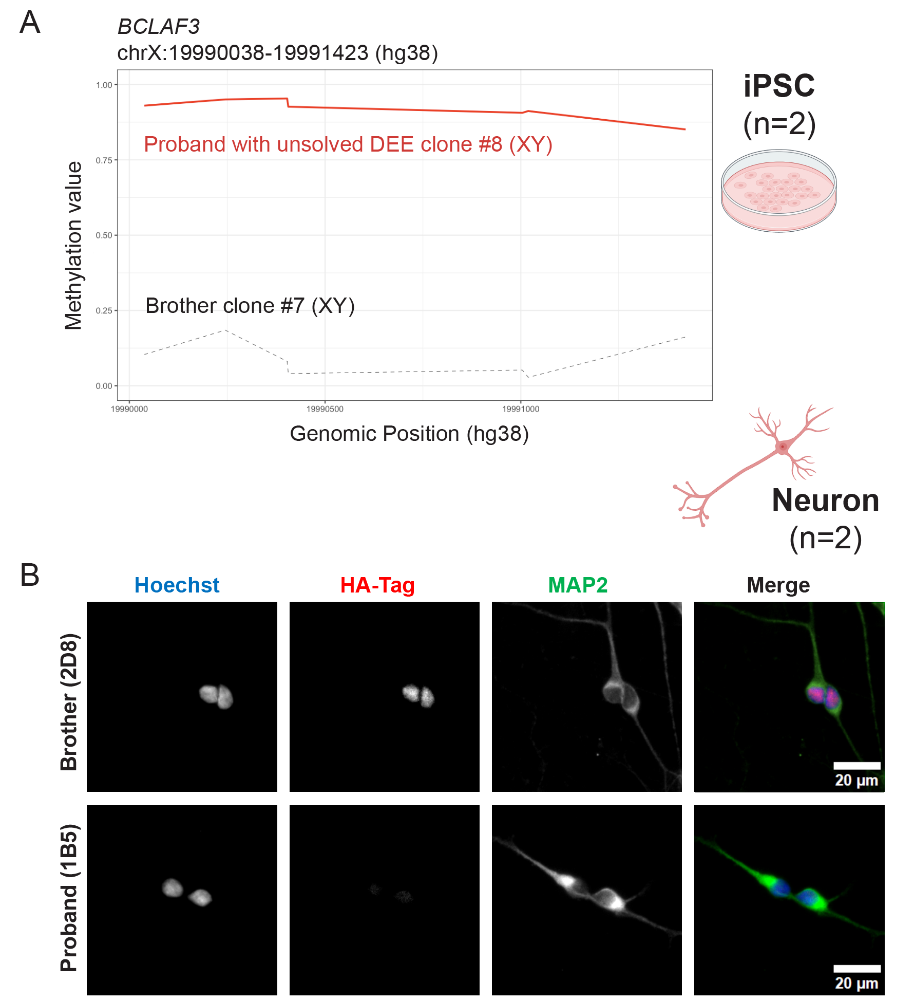 A
BCLAF3
chrX:19990038-19991423 (hg38)
1.00
0.75
0.50
0.25
0.00
Methylation value
Proband with unsolved DEE clone #8 (XY)
Brother clone #7 (XY)
19990000
19990500
19991000
Genomic Position (hg38)
iPSC
(n=2)
Neuron
(n=2)
B
Hoechst
HA-Tag
MAP2
Merge
Brother (2D8)
20 µm
Proband (1B5)
20 µm